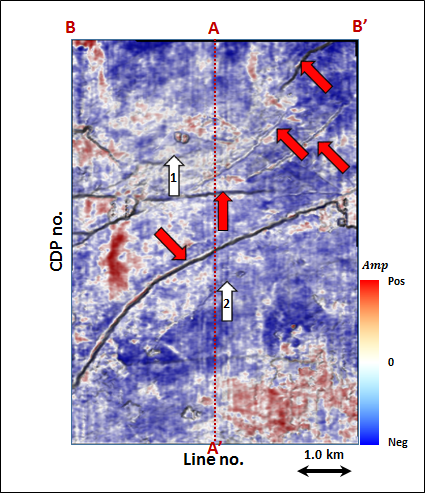 B A B’
1
2
CDP no.
Amp
Pos
0
Neg
A’
Line no.
1.0 km